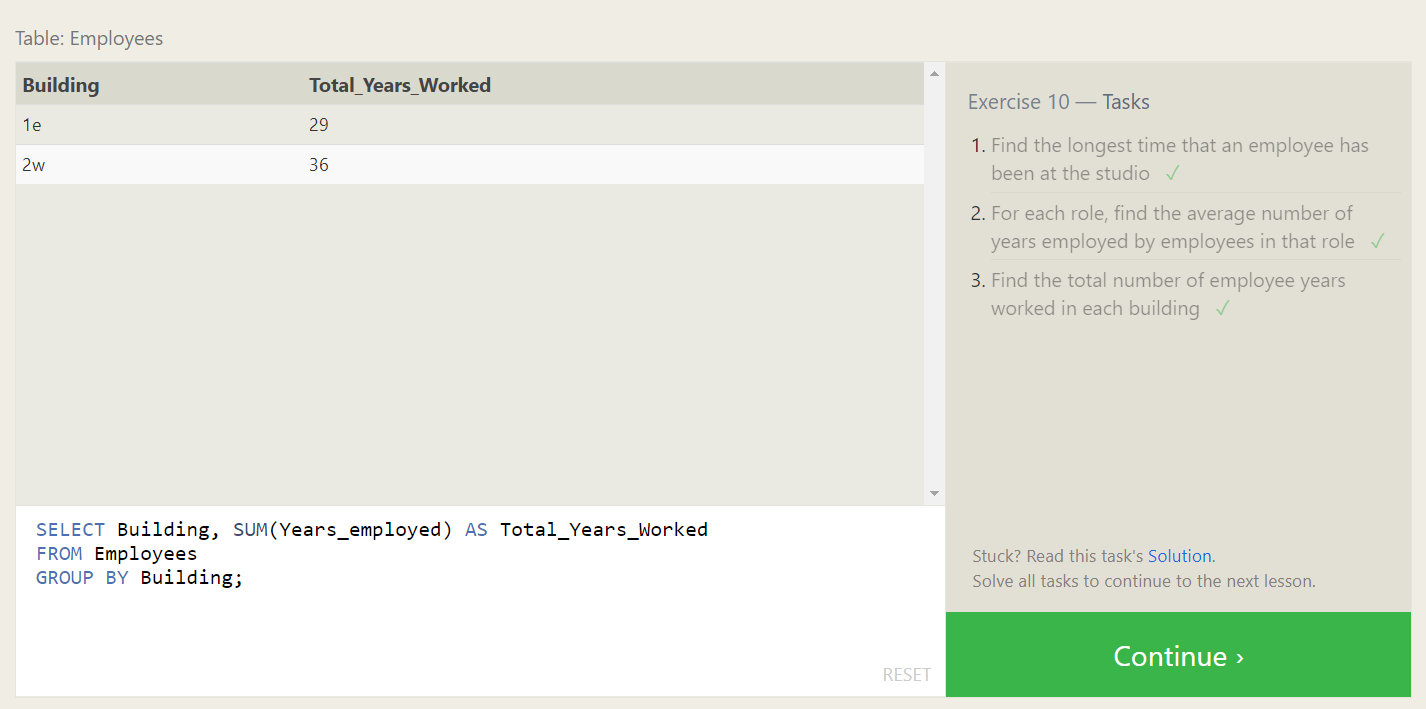 Table: Employees
Building Total_Years_Worked
1e 29
2w 36
SELECT Building, SUM(Years_employed) AS Total_Years_Worked
FROM Employees
GROUP BY Building;
RESET
Exercise 10 — Tasks
1. Find the longest time that an employee has
been at the studio ✓
2. For each role, find the average number of
years employed by employees in that role ✓
3. Find the total number of employee years
worked in each building ✓
Stuck? Read this task's Solution.
Solve all tasks to continue to the next lesson.
Continue ›